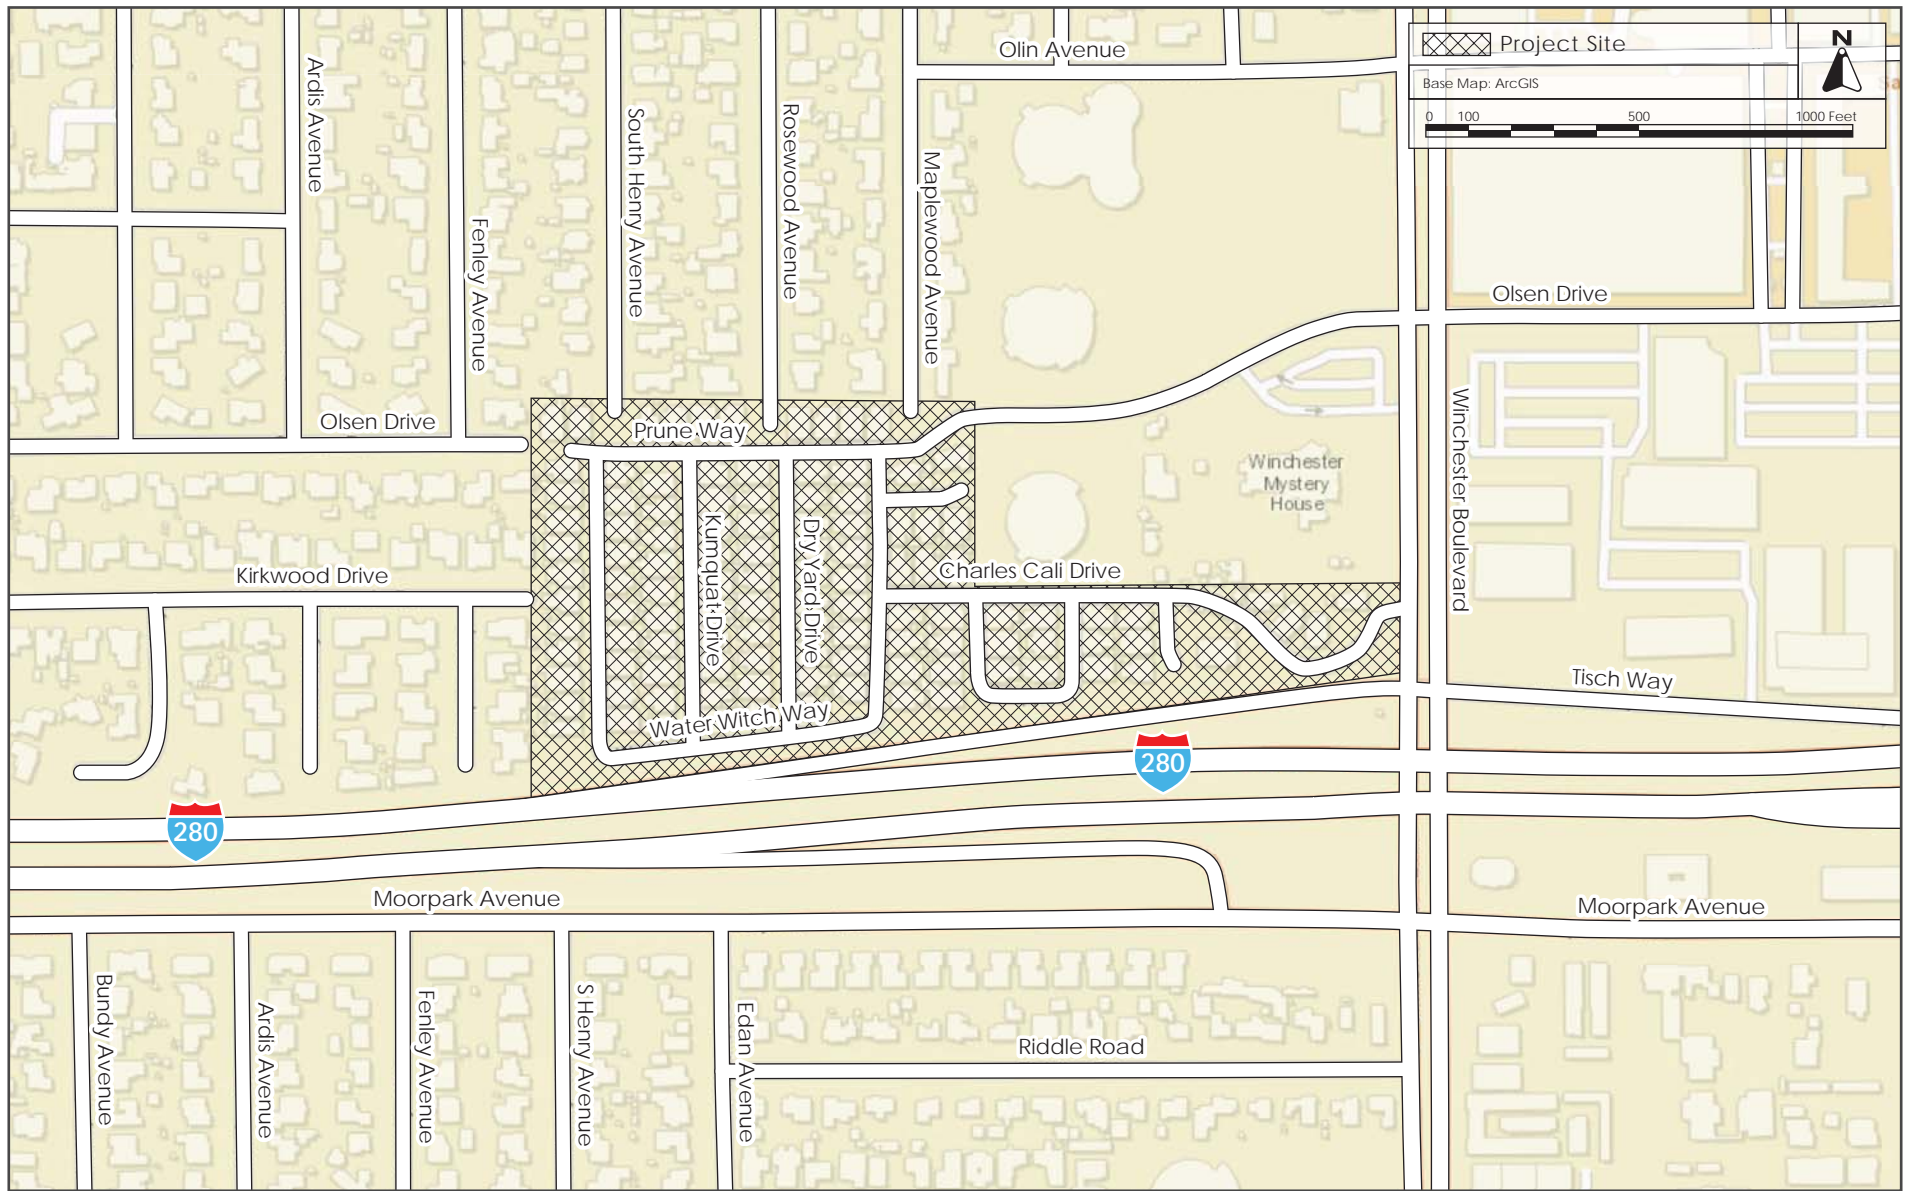 Olin Avenue
Project Site
N
Base Map: ArcGIS
0 100 500 1000 Feet
Ardis Avenue
Fenley Avenue
South Henry Avenue
Rosewood Avenue
Maplewood Avenue
Olsen Drive
Olsen Drive
Prune Way
Winchester Boulevard
Winchester
Mystery
House
Kumquat Drive
Dry Yard Drive
Kirkwood Drive
Charles Cali Drive
Tisch Way
Water Witch Way
280
280
Moorpark Avenue
Moorpark Avenue
Bundy Avenue
Ardis Avenue
Fenley Avenue
S Henry Avenue
Edan Avenue
Riddle Road